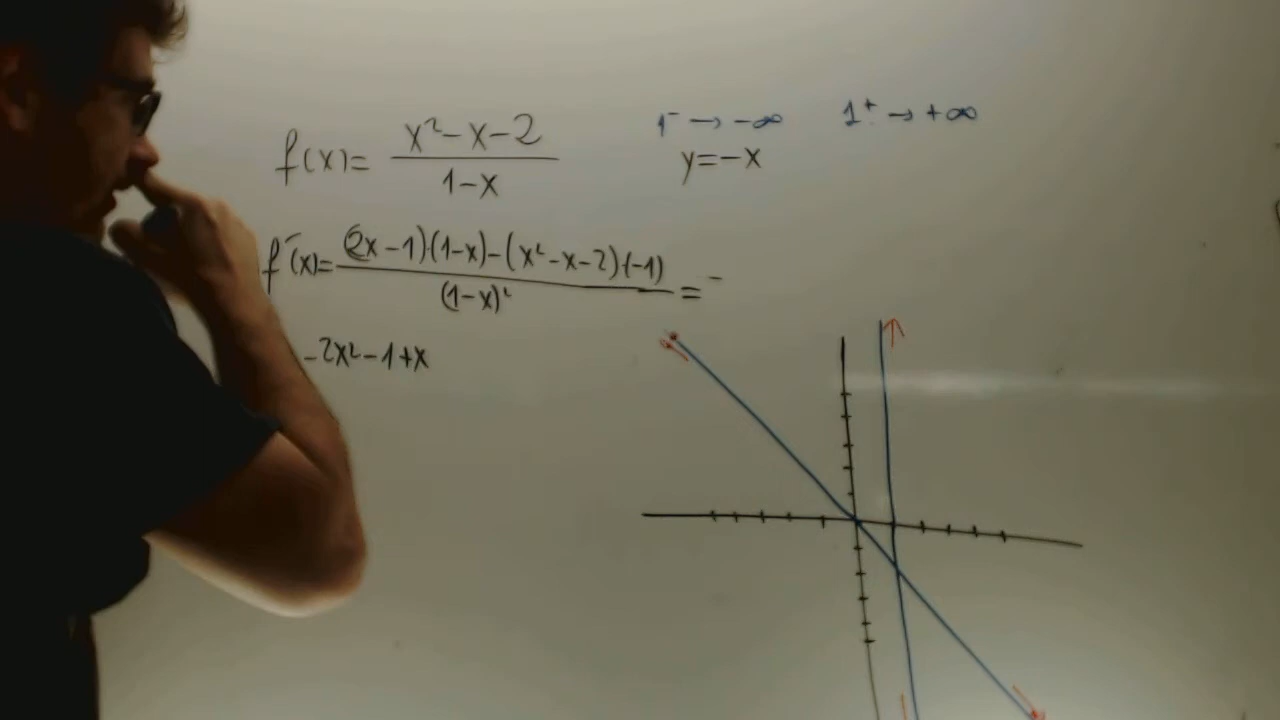 f(x)= x²-x-2 / 1-x
1⁻ → -∞ 1⁺ → +∞
y=-x
f´(x)= (2x-1)·(1-x)-(x²-x-2)·(-1) / (1-x)² = -
-2x²-1+x